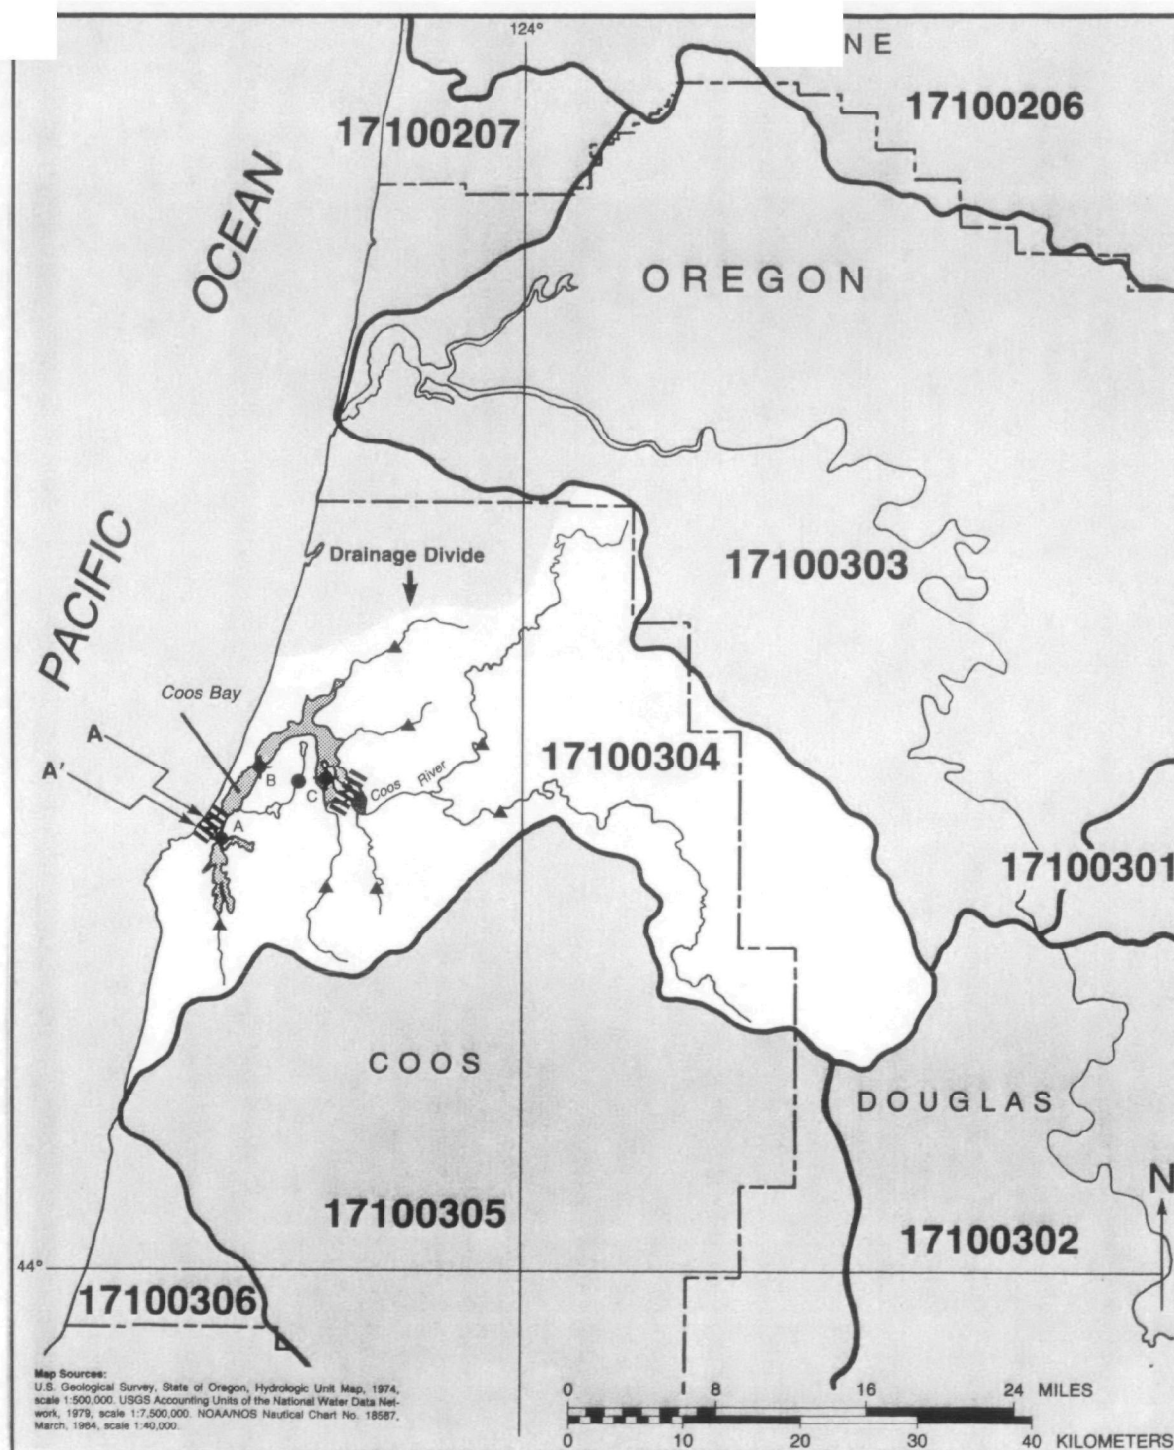 124°
NE
17100206
17100207
OCEAN
OREGON
PACIFIC
Drainage Divide
17100303
Coos Bay
A
A'
17100304
B
C
Coos River
A
17100301
COOS
DOUGLAS
N
17100305
17100302
44°
17100306
Map Sources:
U.S. Geological Survey, State of Oregon, Hydrologic Unit Map, 1974,
scale 1:500,000. USGS Accounting Units of the National Water Data Net-
work, 1979, scale 1:7,500,000. NOAA/NOS Nautical Chart No. 18587,
March, 1984, scale 1:40,000.
0 8 16 24 MILES
0 10 20 30 40 KILOMETERS